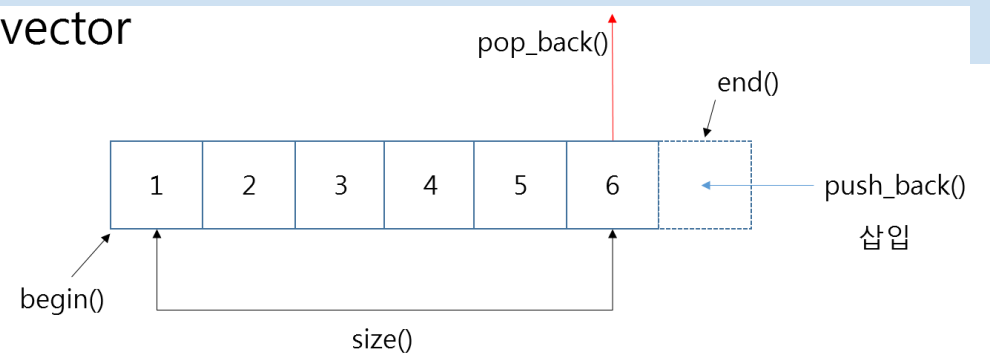 vector
pop_back()
end()
1 2 3 4 5 6
push_back()
삽입
begin()
size()